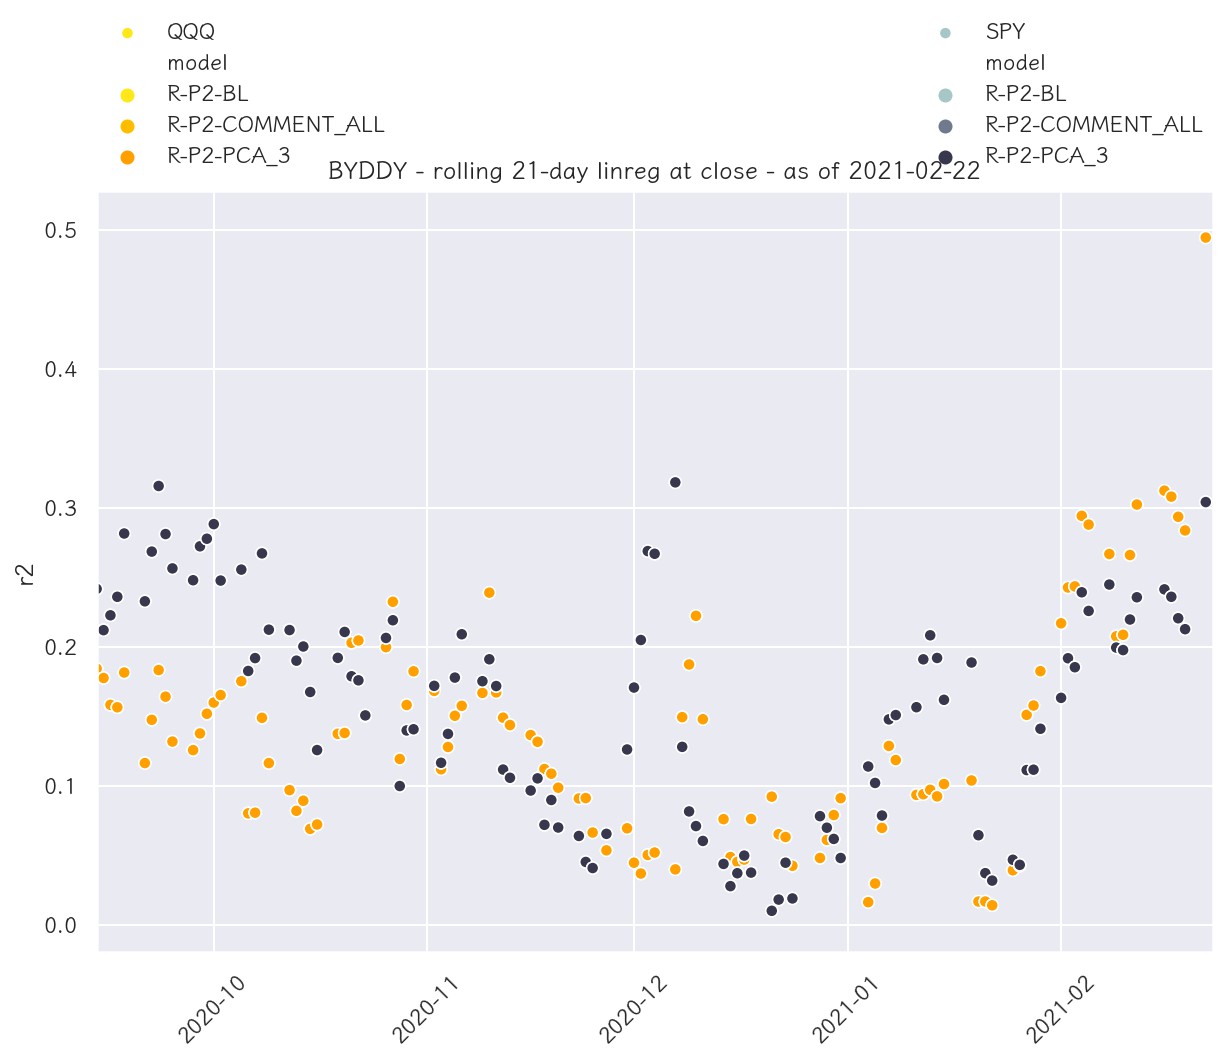 QQQ
model
R-P2-BL
R-P2-COMMENT_ALL
R-P2-PCA_3
SPY
model
R-P2-BL
R-P2-COMMENT_ALL
R-P2-PCA_3
BYDDY - rolling 21-day linreg at close - as of 2021-02-22
r2
0.5
0.4
0.3
0.2
0.1
0.0
2020-10
2020-11
2020-12
2021-01
2021-02